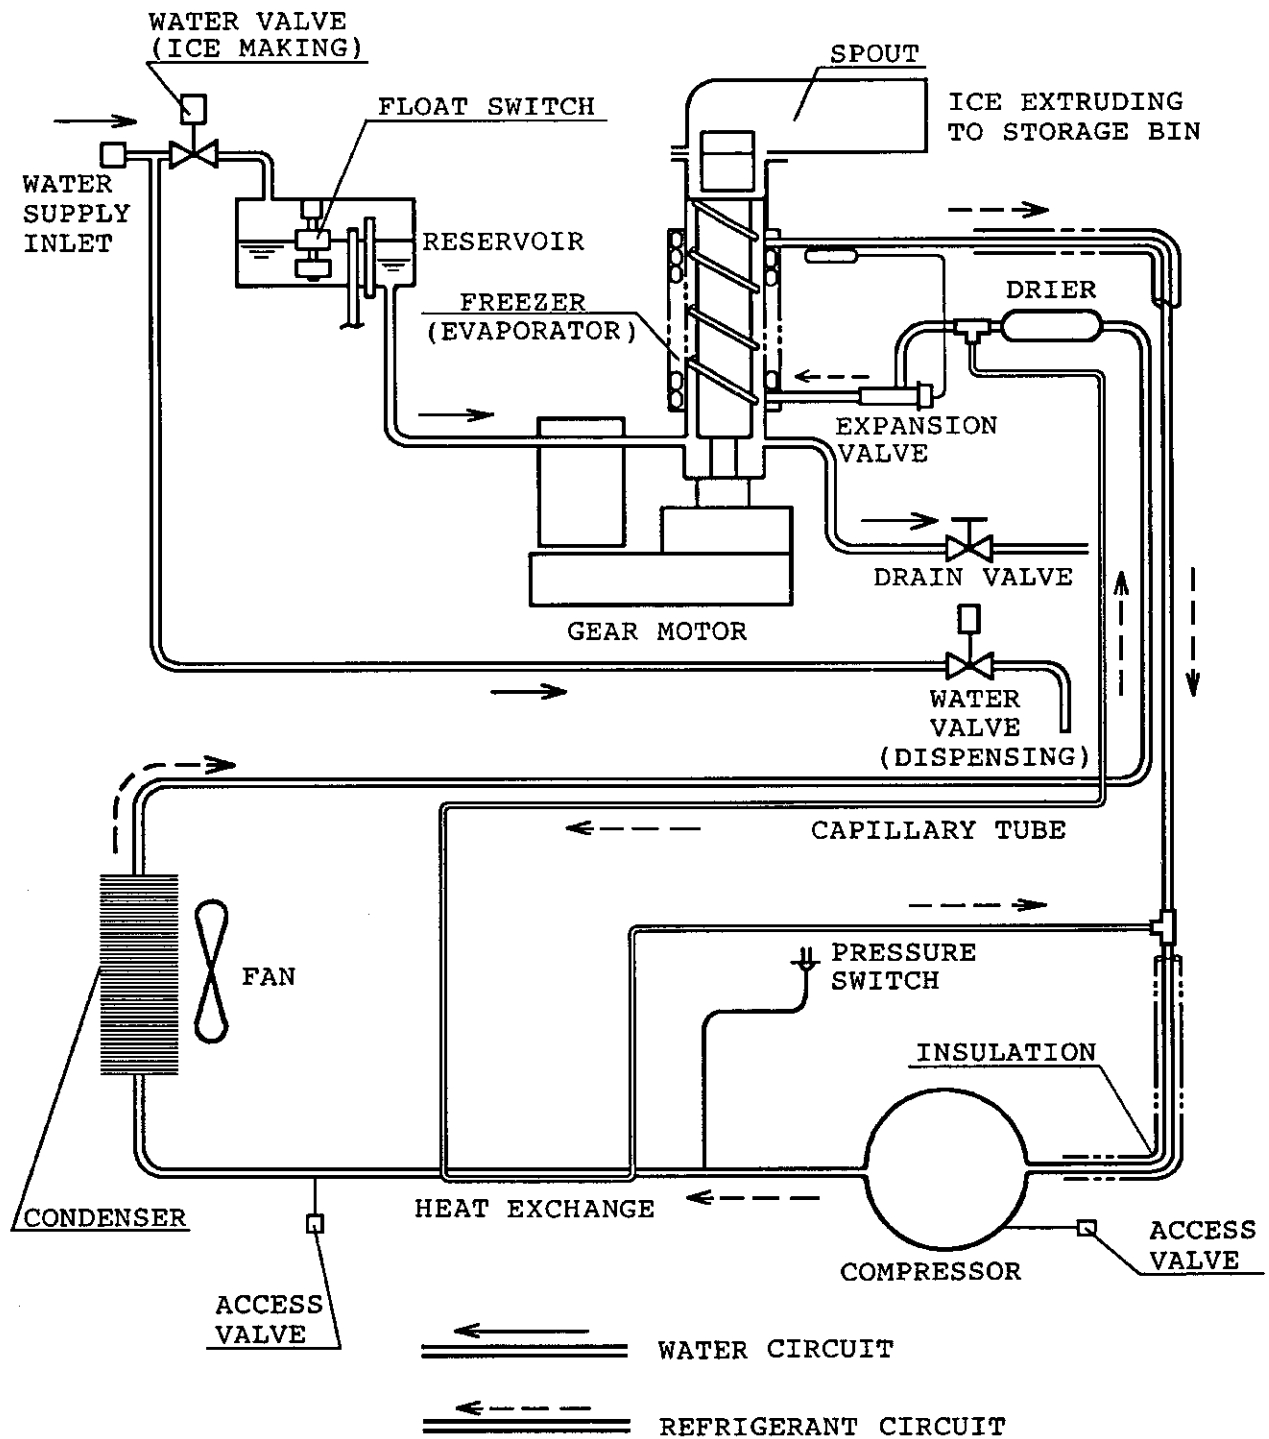 WATER VALVE
(ICE MAKING)
SPOUT
FLOAT SWITCH
ICE EXTRUDING
TO STORAGE BIN
WATER
SUPPLY
INLET
RESERVOIR
FREEZER
(EVAPORATOR)
DRIER
EXPANSION
VALVE
DRAIN VALVE
GEAR MOTOR
WATER
VALVE
(DISPENSING)
CAPILLARY TUBE
PRESSURE
SWITCH
FAN
INSULATION
CONDENSER
HEAT EXCHANGE
COMPRESSOR
ACCESS
VALVE
ACCESS
VALVE
WATER CIRCUIT
REFRIGERANT CIRCUIT